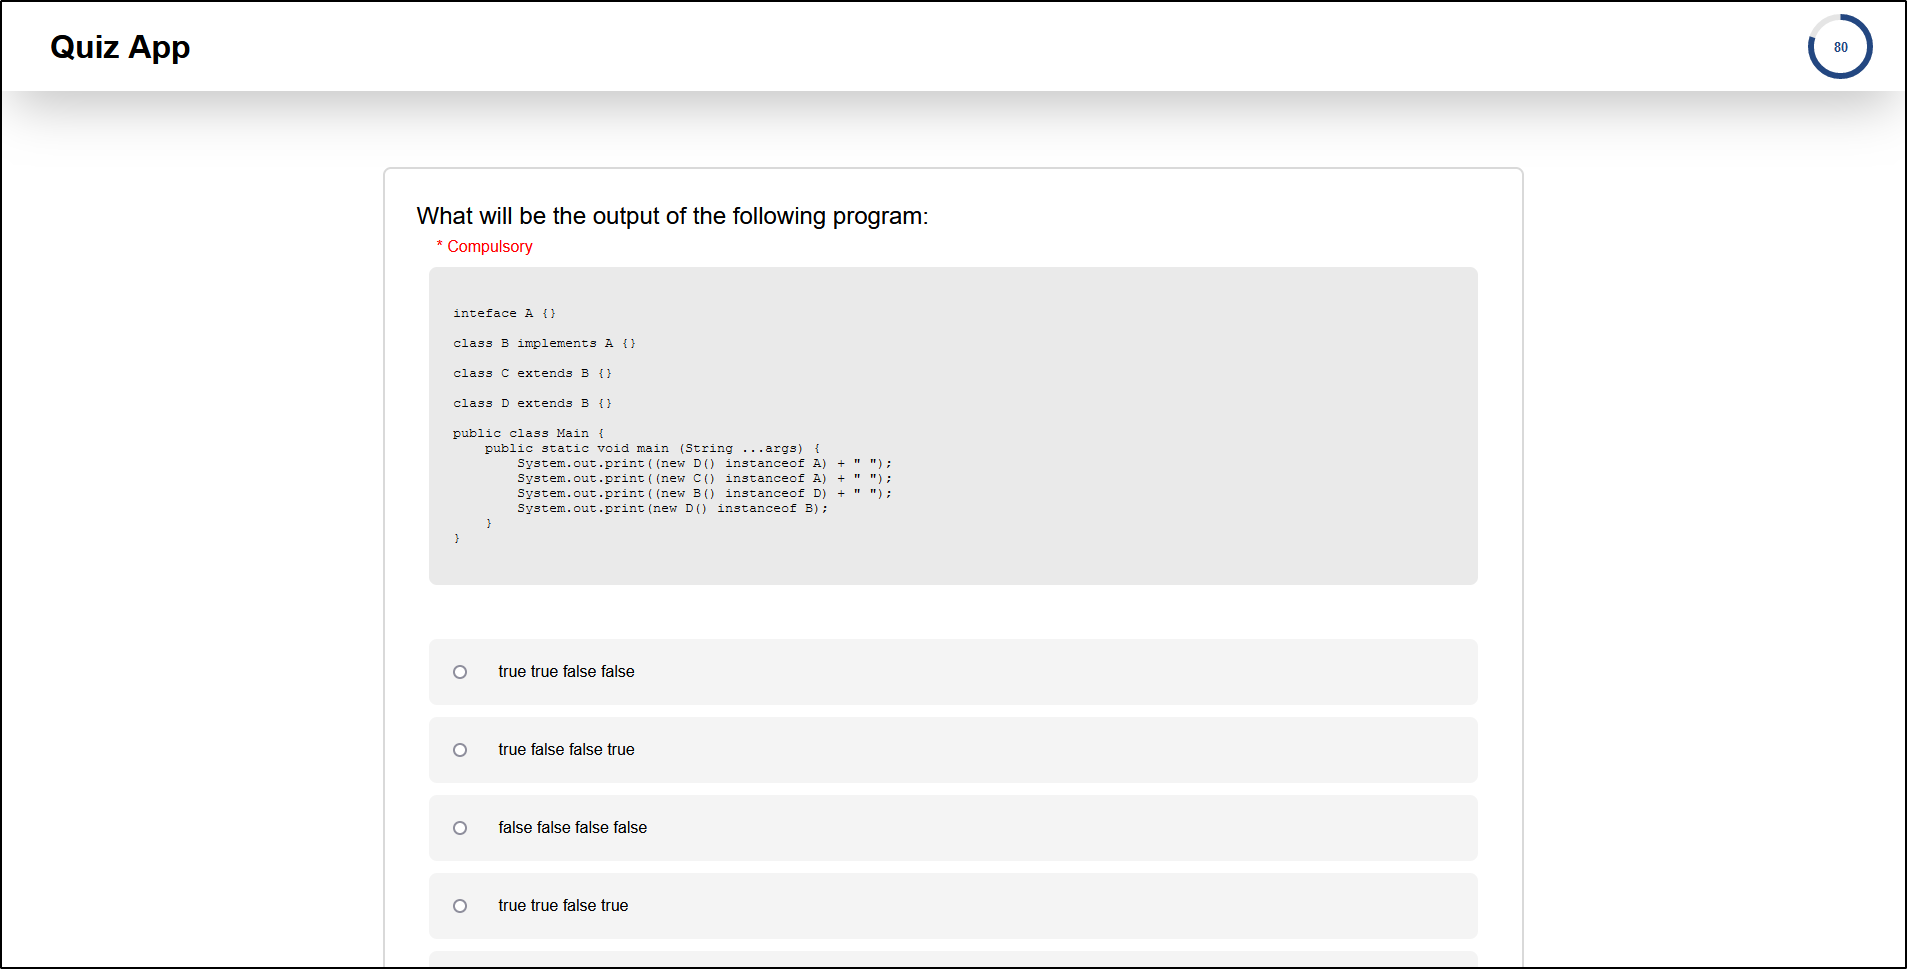 Quiz App
80
What will be the output of the following program:
* Compulsory
inteface A {}
class B implements A {}
class C extends B {}
class D extends B {}
public class Main {
    public static void main (String ...args) {
        System.out.print((new D() instanceof A) + " ");
        System.out.print((new C() instanceof A) + " ");
        System.out.print((new B() instanceof D) + " ");
        System.out.print(new D() instanceof B);
    }
}
true true false false
true false false true
false false false false
true true false true